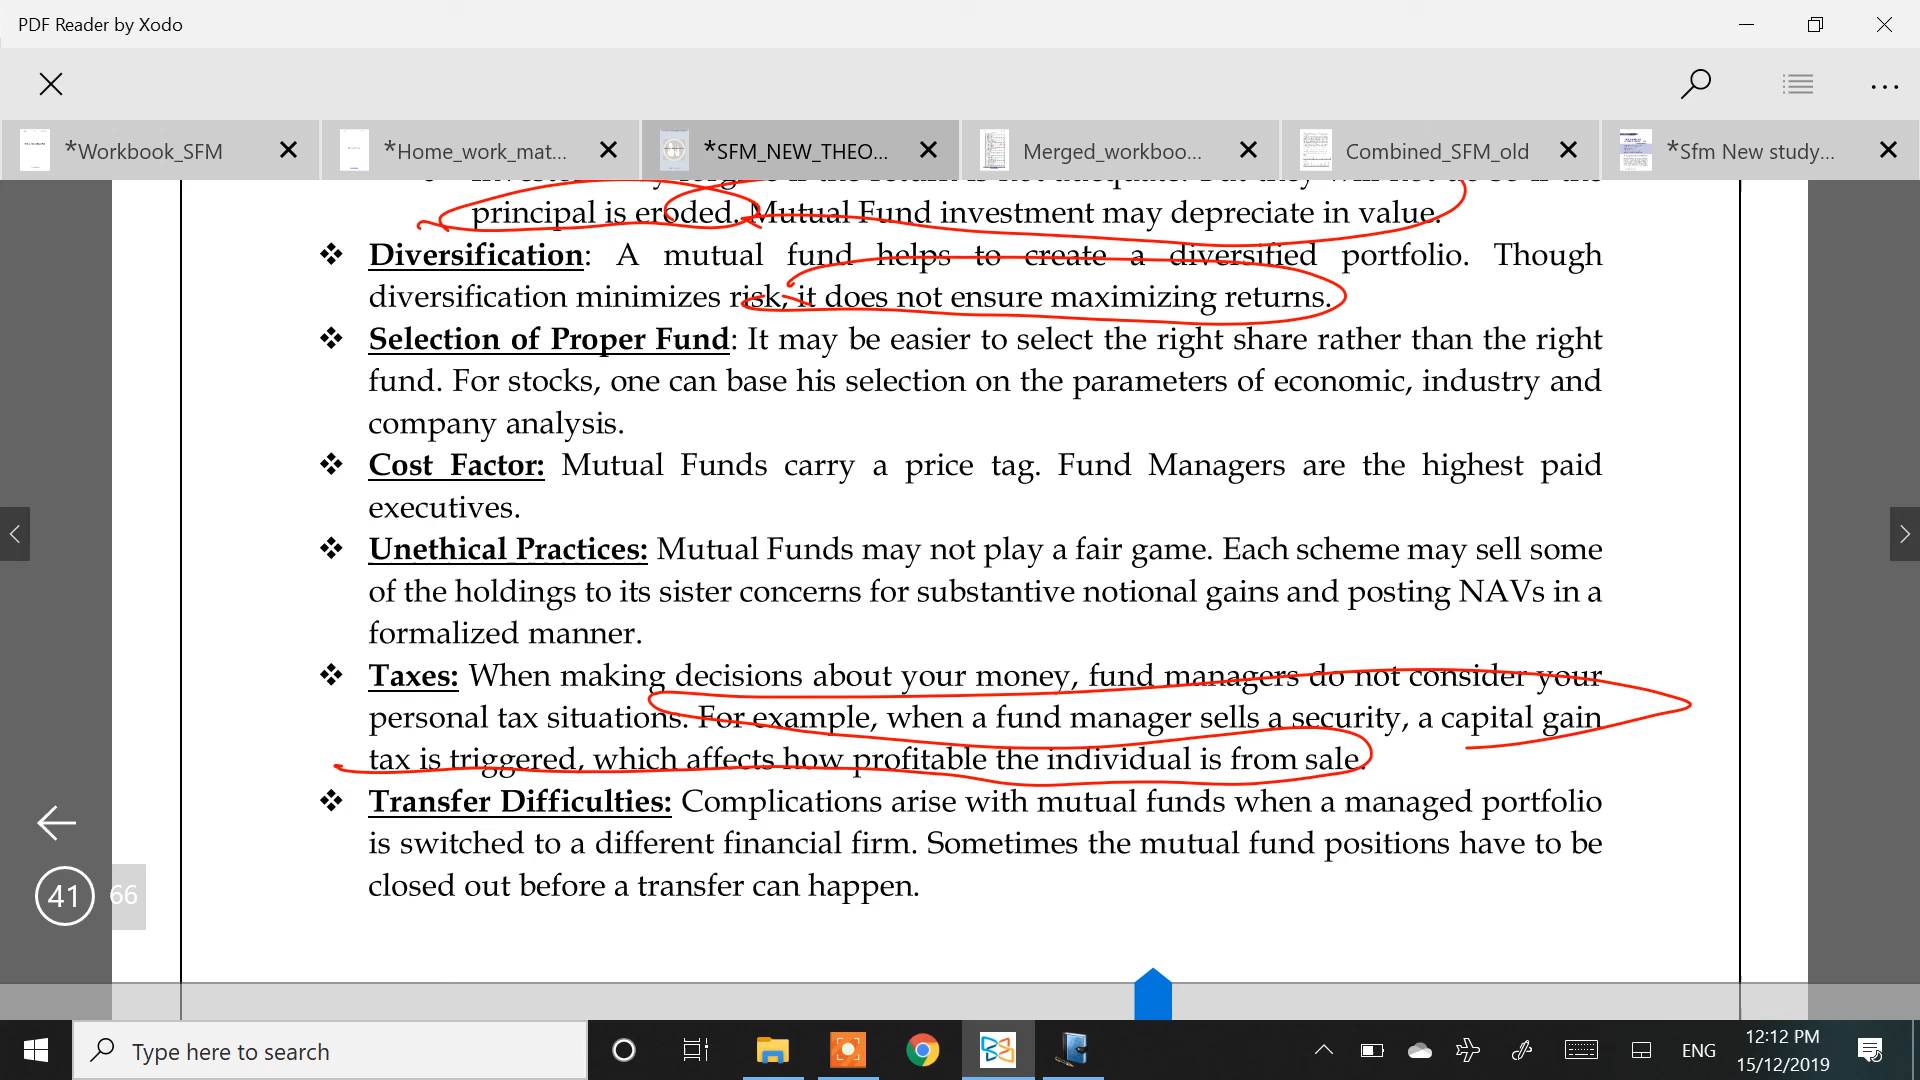 PDF Reader by Xodo
*Workbook_SFM
*Home_work_mat...
*SFM_NEW_THEO...
Merged_workboo...
Combined_SFM_old
*Sfm New study...
principal is eroded. Mutual Fund investment may depreciate in value.
❖ Diversification: A mutual fund helps to create a diversified portfolio. Though
diversification minimizes risk, it does not ensure maximizing returns.
❖ Selection of Proper Fund: It may be easier to select the right share rather than the right
fund. For stocks, one can base his selection on the parameters of economic, industry and
company analysis.
❖ Cost Factor: Mutual Funds carry a price tag. Fund Managers are the highest paid
executives.
❖ Unethical Practices: Mutual Funds may not play a fair game. Each scheme may sell some
of the holdings to its sister concerns for substantive notional gains and posting NAVs in a
formalized manner.
❖ Taxes: When making decisions about your money, fund managers do not consider your
personal tax situations. For example, when a fund manager sells a security, a capital gain
tax is triggered, which affects how profitable the individual is from sale.
❖ Transfer Difficulties: Complications arise with mutual funds when a managed portfolio
is switched to a different financial firm. Sometimes the mutual fund positions have to be
closed out before a transfer can happen.
41 66
Type here to search
ENG
12:12 PM
15/12/2019